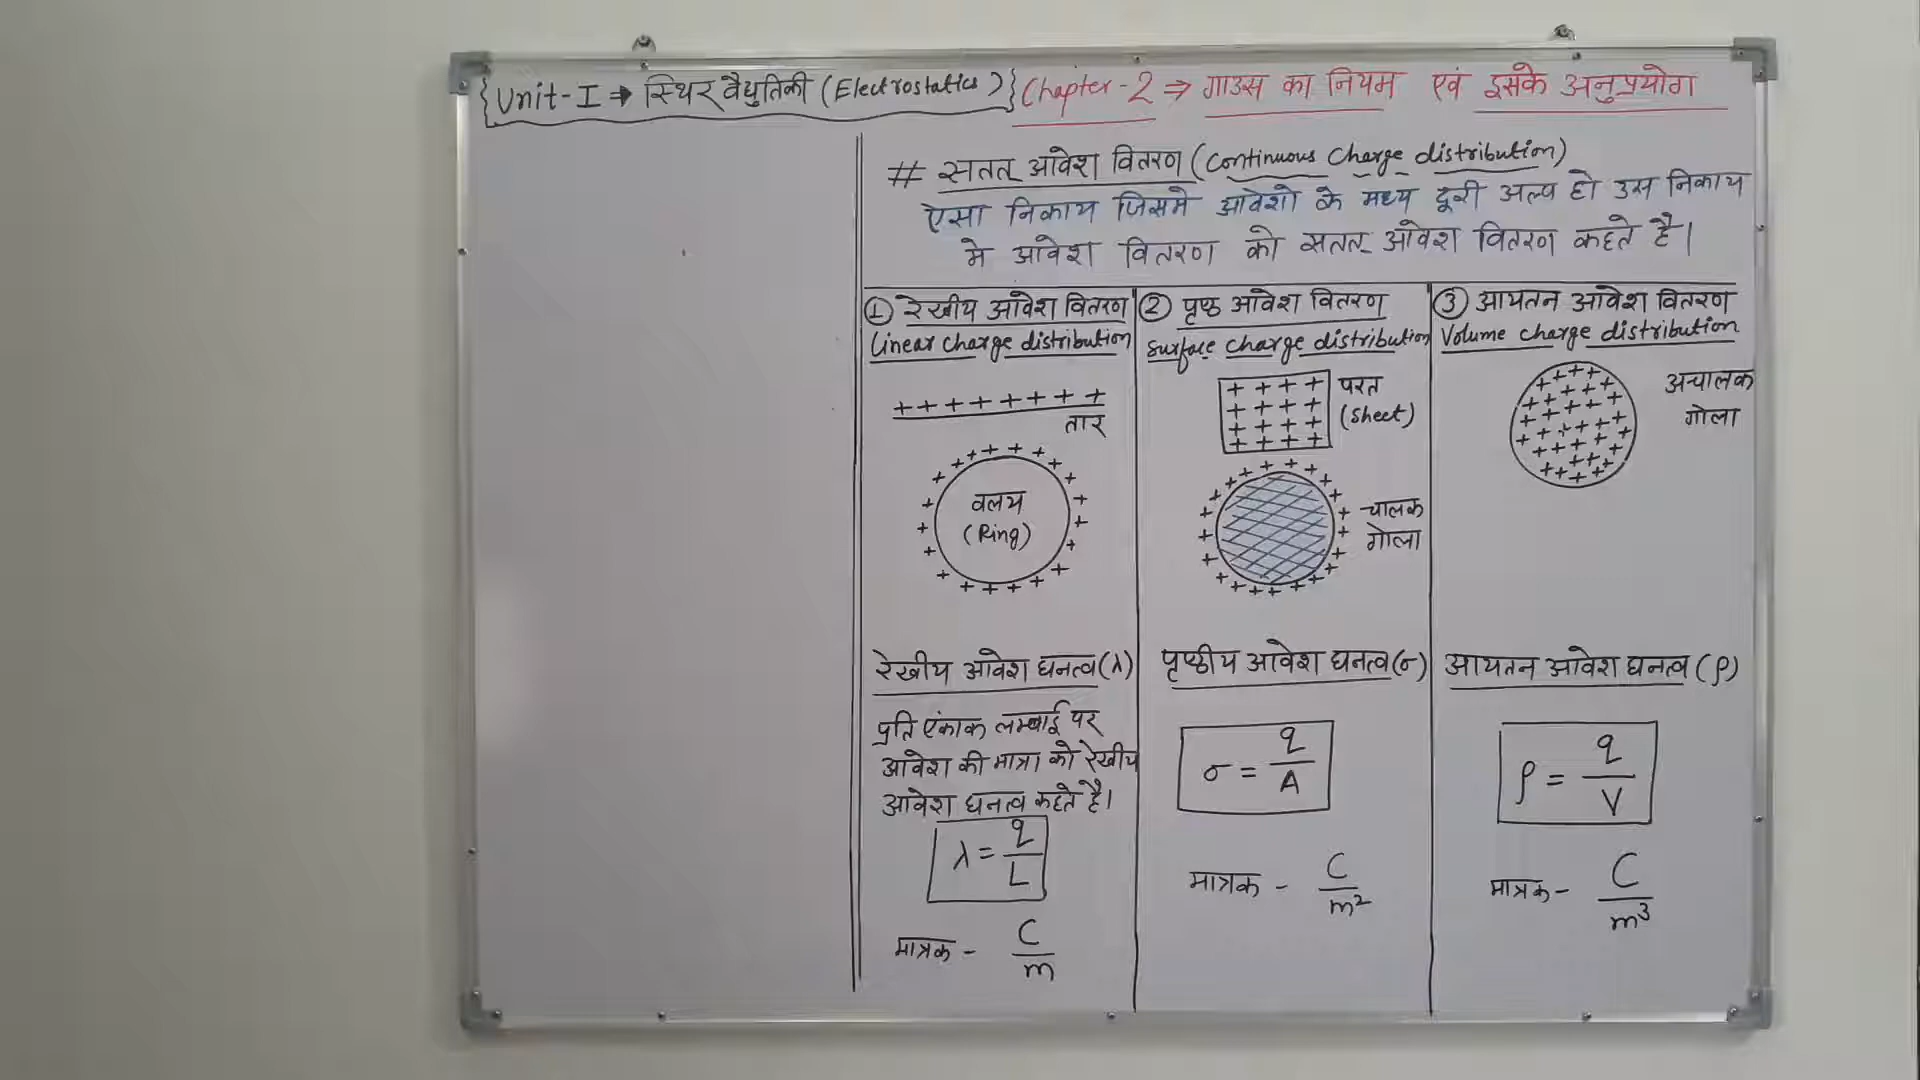 {Unit-I ⇒ स्थिर वैद्युतिकी (Electrostatics)} Chapter-2 ⇒ गाउस का नियम एवं इसके अनुप्रयोग
# सतत् आवेश वितरण (Continuous Charge distribution)
ऐसा निकाय जिसमे आवेशो के मध्य दूरी अल्प हो उस निकाय
मे आवेश वितरण को सतत् आवेश वितरण कहते है।
① रेखीय आवेश वितरण
Linear charge distribution
+ + + + + + + + +
तार
वलय
(Ring)
रेखीय आवेश घनत्व (λ)
प्रति एंकाक लम्बाई पर
आवेश की मात्रा को रेखीय
आवेश घनत्व कहते है।
λ = q/L
मात्रक - C/m
② पृष्ठ आवेश वितरण
Surface charge distribution
+ + + + +
+ + + +
+ + + +
+ + + +
परत
(Sheet)
चालक
गोला
पृष्ठीय आवेश घनत्व (σ)
σ = q/A
मात्रक - C/m²
③ आयतन आवेश वितरण
Volume charge distribution
अचालक
गोला
आयतन आवेश घनत्व (ρ)
ρ = q/V
मात्रक - C/m³